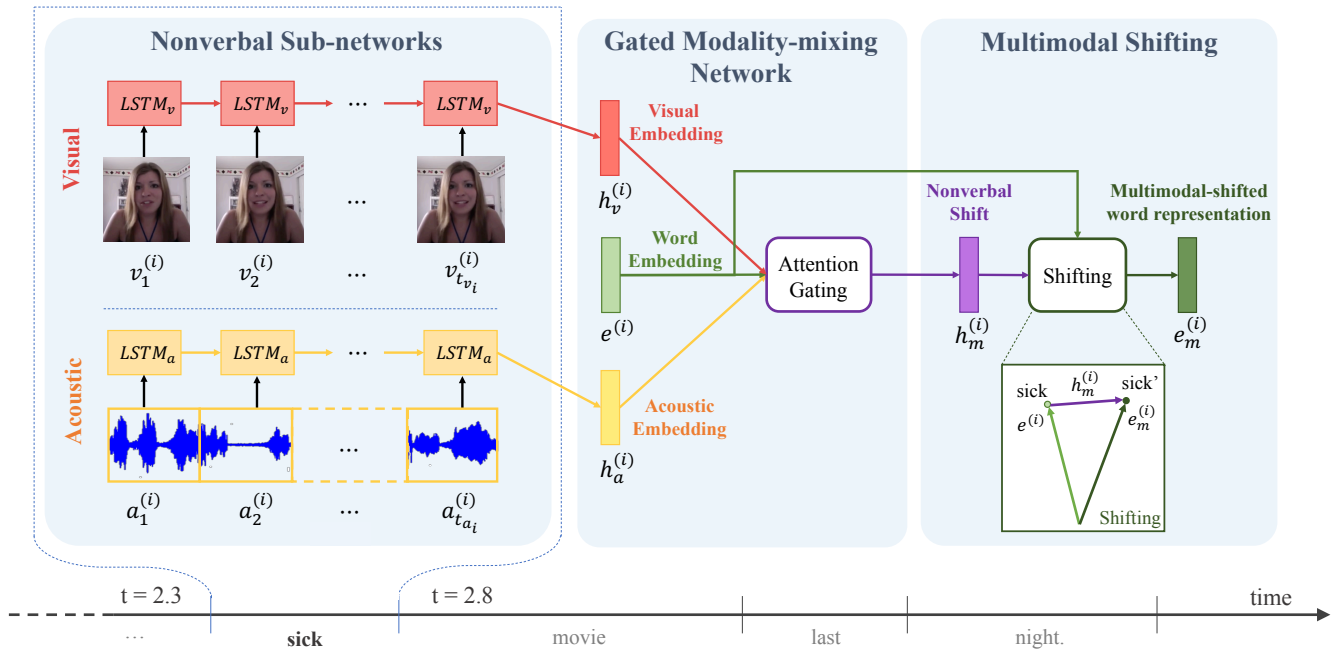 Nonverbal Sub-networks
Visual
LSTM_v
LSTM_v
...
LSTM_v
...
v_1^{(i)}
v_2^{(i)}
...
v_{t_{v_i}}^{(i)}
Acoustic
LSTM_a
LSTM_a
...
LSTM_a
...
a_1^{(i)}
a_2^{(i)}
...
a_{t_{a_i}}^{(i)}
Gated Modality-mixing
Network
Visual
Embedding
h_v^{(i)}
Word
Embedding
e^{(i)}
Attention
Gating
Acoustic
Embedding
h_a^{(i)}
Multimodal Shifting
Nonverbal
Shift
h_m^{(i)}
Shifting
Multimodal-shifted
word representation
e_m^{(i)}
sick
h_m^{(i)}
sick’
e^{(i)}
e_m^{(i)}
Shifting
t = 2.3
t = 2.8
time
...
sick
movie
last
night.